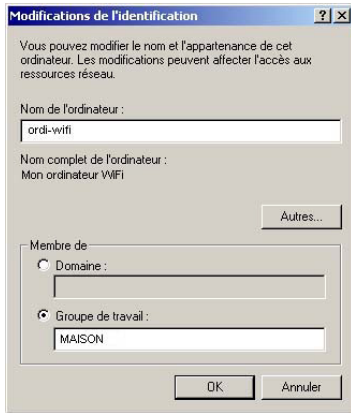 Modifications de l'identification
Vous pouvez modifier le nom et l'appartenance de cet
ordinateur. Les modifications peuvent affecter l'accès aux
ressources réseau.
Nom de l'ordinateur :
ordi-wifi
Nom complet de l'ordinateur :
Mon ordinateur WiFi
Autres...
Membre de
Domaine :
Groupe de travail :
MAISON
OK Annuler